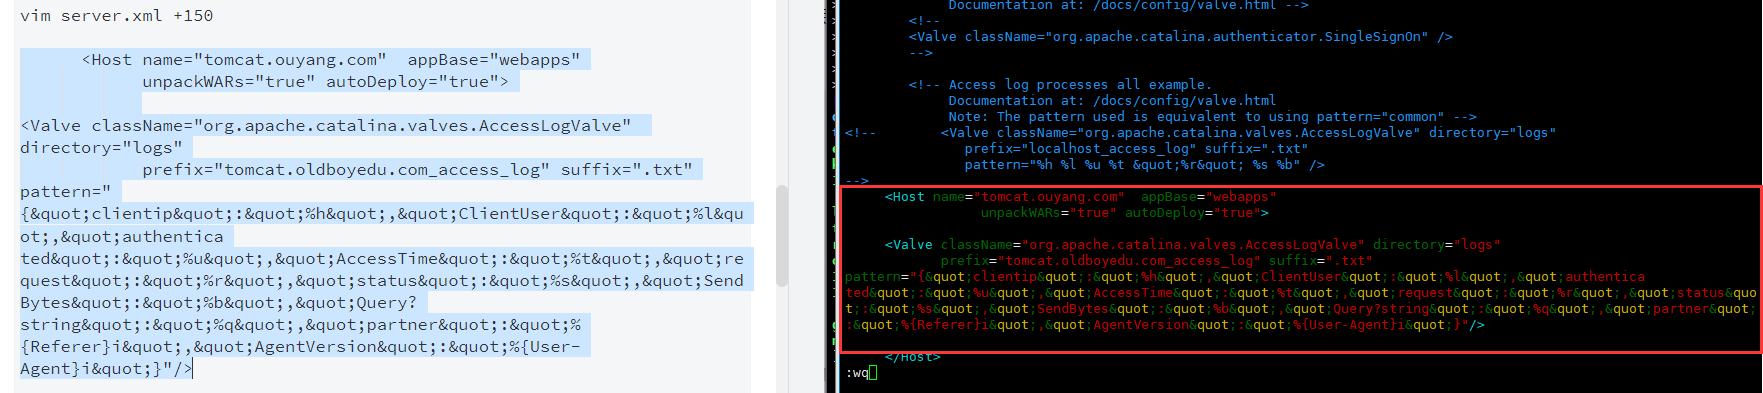 vim server.xml +150
<Host name="tomcat.ouyang.com"  appBase="webapps"
unpackWARs="true" autoDeploy="true">
<Valve className="org.apache.catalina.valves.AccessLogValve"
directory="logs"
prefix="tomcat.oldboyedu.com_access_log" suffix=".txt"
pattern="
{&quot;clientip&quot;:&quot;%h&quot;,&quot;ClientUser&quot;:&quot;%l&qu
ot;,&quot;authentica
ted&quot;:&quot;%u&quot;,&quot;AccessTime&quot;:&quot;%t&quot;,&quot;re
quest&quot;:&quot;%r&quot;,&quot;status&quot;:&quot;%s&quot;,&quot;Send
Bytes&quot;:&quot;%b&quot;,&quot;Query?
string&quot;:&quot;%q&quot;,&quot;partner&quot;:&quot;%
{Referer}i&quot;,&quot;AgentVersion&quot;:&quot;%{User-
Agent}i&quot;}"/>
Documentation at: /docs/config/valve.html -->
<!--
<Valve className="org.apache.catalina.authenticator.SingleSignOn" />
-->
<!-- Access log processes all example.
Documentation at: /docs/config/valve.html
Note: The pattern used is equivalent to using pattern="common" -->
<!--        <Valve className="org.apache.catalina.valves.AccessLogValve" directory="logs"
prefix="localhost_access_log" suffix=".txt"
pattern="%h %l %u %t &quot;%r&quot; %s %b" />
-->
<Host name="tomcat.ouyang.com"  appBase="webapps"
unpackWARs="true" autoDeploy="true">
<Valve className="org.apache.catalina.valves.AccessLogValve" directory="logs"
prefix="tomcat.oldboyedu.com_access_log" suffix=".txt"
pattern="{&quot;clientip&quot;:&quot;%h&quot;,&quot;ClientUser&quot;:&quot;%l&quot;,&quot;authentica
ted&quot;:&quot;%u&quot;,&quot;AccessTime&quot;:&quot;%t&quot;,&quot;request&quot;:&quot;%r&quot;,&quot;status&quo
t;:&quot;%s&quot;,&quot;SendBytes&quot;:&quot;%b&quot;,&quot;Query?string&quot;:&quot;%q&quot;,&quot;partner&quot;
:&quot;%{Referer}i&quot;,&quot;AgentVersion&quot;:&quot;%{User-Agent}i&quot;}"/>
</Host>
:wq